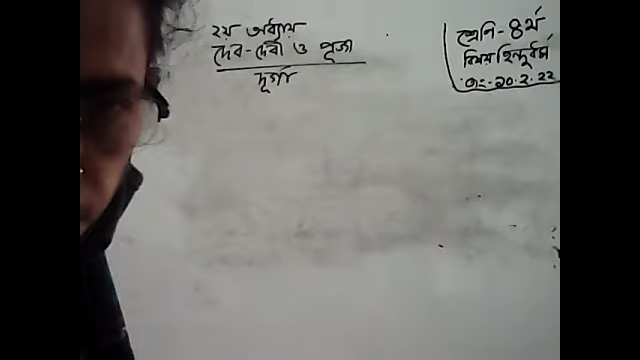 ২য় অধ্যায়
দেব-দেবী ও পূজা
দূর্গা
শ্রেণি-৪র্থ
বিষয় হিন্দুধর্ম
তাং-২০.২.২২